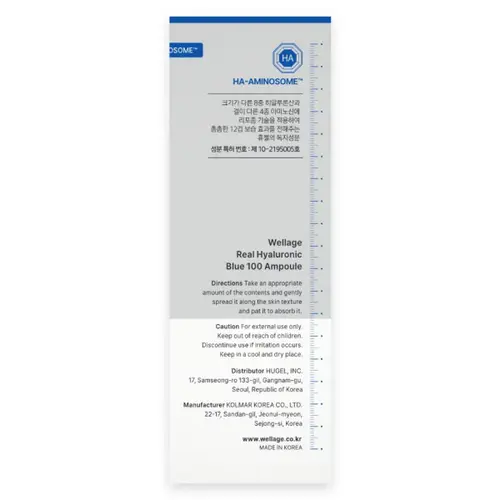 OSOME™
HA
HA-AMINOSOME™
크기가 다른 8종 히알루론산과
결이 다른 4종 아미노산에
리포좀 기술을 적용하여
촘촘한 12겹 보습 효과를 전해주는
휴젤의 독자성분
성분 특허 번호 : 제 10-2195005호
Wellage
Real Hyaluronic
Blue 100 Ampoule
Directions Take an appropriate
amount of the contents and gently
spread it along the skin texture
and pat it to absorb it.
Caution For external use only.
Keep out of reach of children.
Discontinue use if irritation occurs.
Keep in a cool and dry place.
Distributor HUGEL, INC.
17, Samseong-ro 133-gil, Gangnam-gu,
Seoul, Republic of Korea
Manufacturer KOLMAR KOREA CO., LTD.
22-17, Sandan-gil, Jeonui-myeon,
Sejong-si, Korea
www.wellage.co.kr
MADE IN KOREA